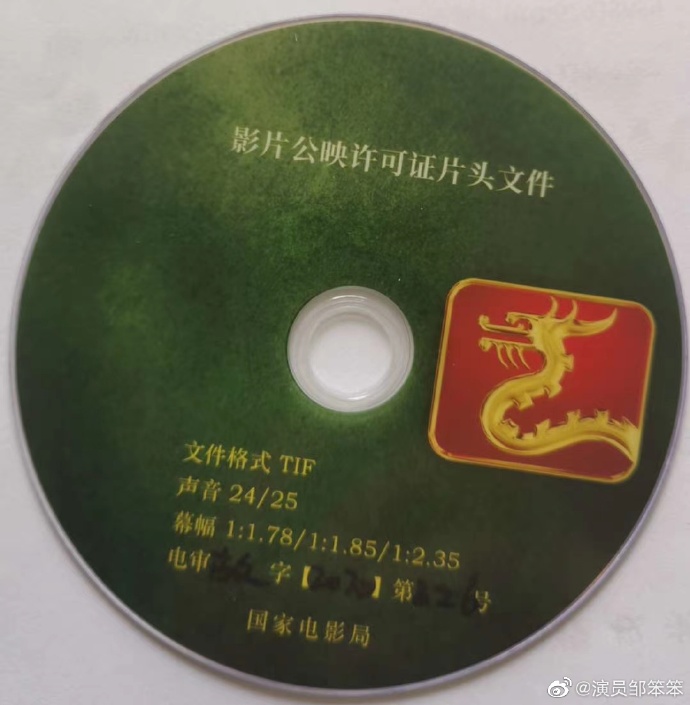 影片公映许可证片头文件
文件格式 TIF
声音 24/25
幕幅 1:1.78/1:1.85/1:2.35
电审 字【2020】第 号
国家电影局
@演员邹笨笨